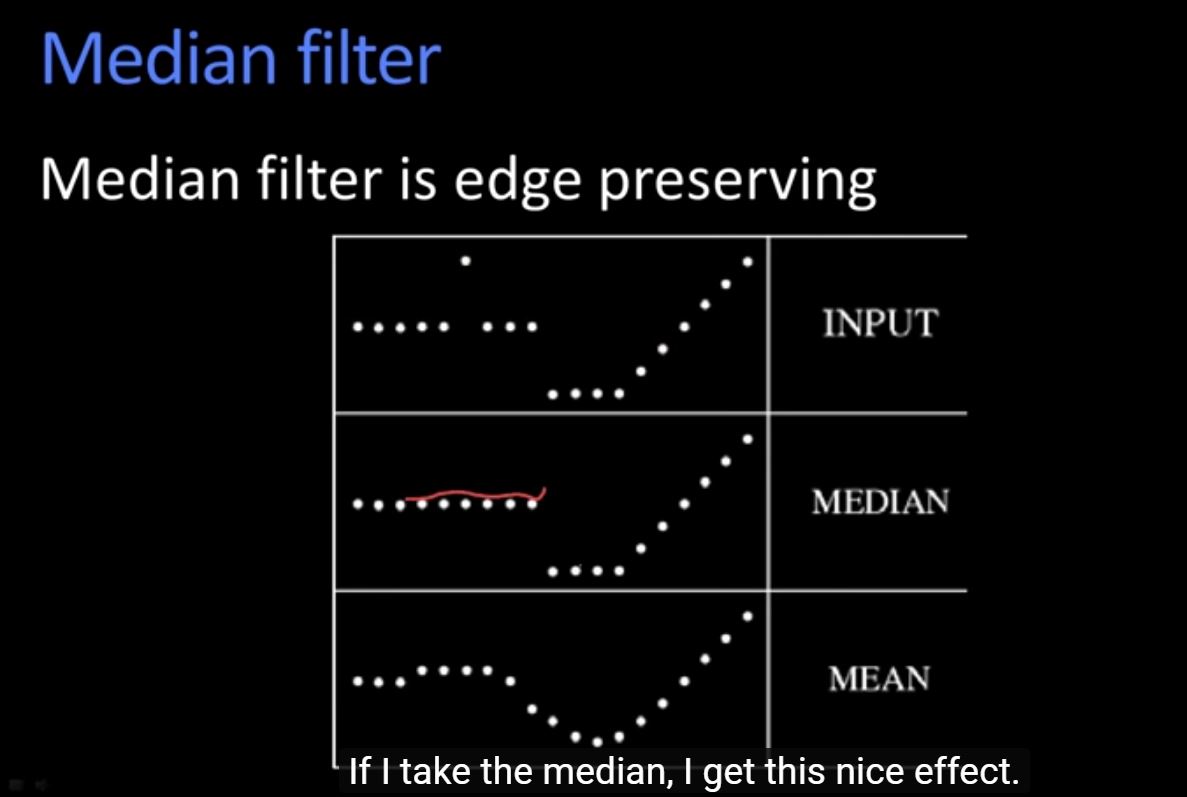 Median filter
Median filter is edge preserving
INPUT
MEDIAN
MEAN
If I take the median, I get this nice effect.